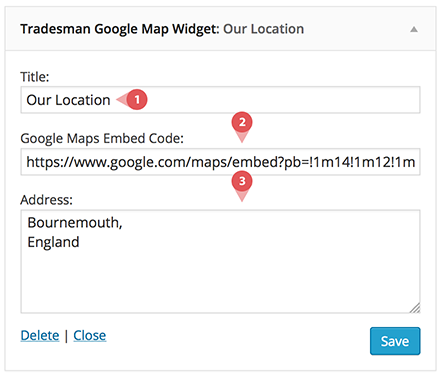 Tradesman Google Map Widget: Our Location
Title:
Our Location 1
2
Google Maps Embed Code:
https://www.google.com/maps/embed?pb=!1m14!1m12!1m
3
Address:
Bournemouth,
England
Delete | Close
Save